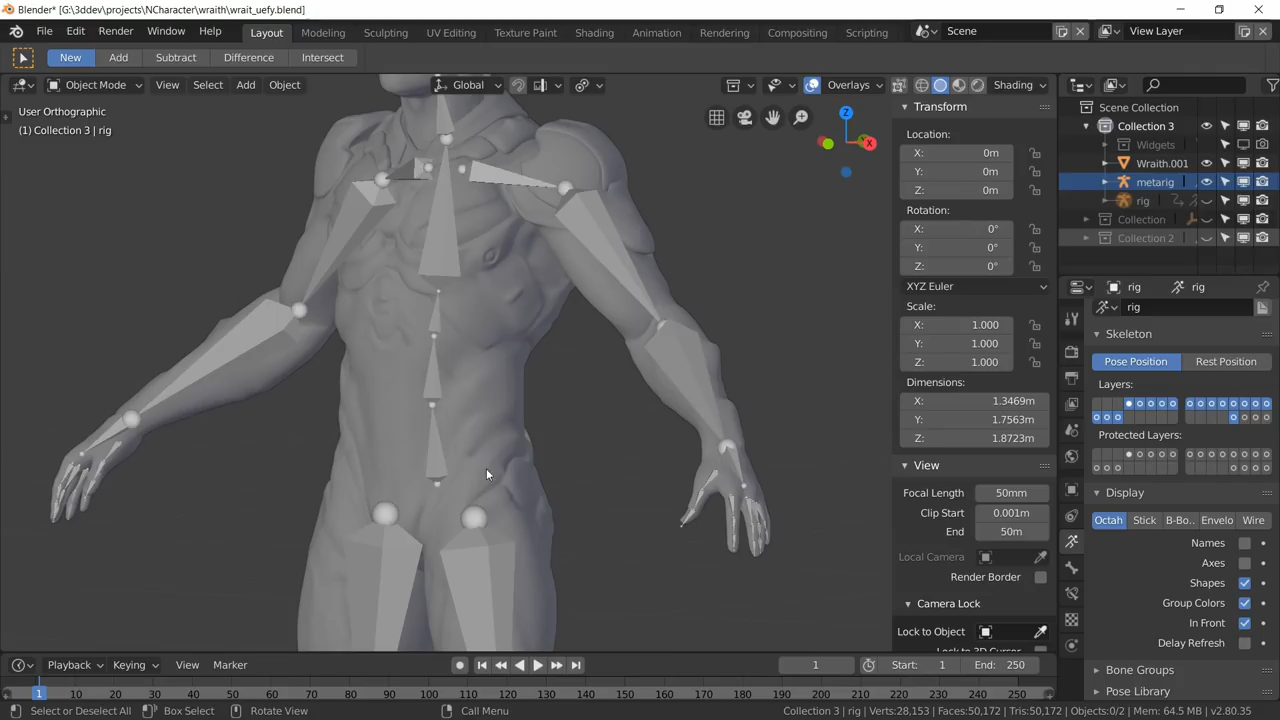 Blender* [G:\3ddev\projects\NCharacter\wraith\wrait_uefy.blend]
File Edit Render Window Help Layout Modeling Sculpting UV Editing Texture Paint Shading Animation Rendering Compositing Scripting Scene View Layer
New Add Subtract Difference Intersect
Object Mode View Select Add Object Global Overlays Shading
User Orthographic
(1) Collection 3 | rig
Z
X
Transform
Location:
X: 0m
Y: 0m
Z: 0m
Rotation:
X: 0°
Y: 0°
Z: 0°
XYZ Euler
Scale:
X: 1.000
Y: 1.000
Z: 1.000
Dimensions:
X: 1.3469m
Y: 1.7563m
Z: 1.8723m
View
Focal Length 50mm
Clip Start 0.001m
End 50m
Local Camera
Render Border
Camera Lock
Lock to Object
Lock to 3D Cursor
Scene Collection
Collection 3
Widgets
Wraith.001
metarig
rig
Collection
Collection 2
rig rig
rig
Skeleton
Pose Position Rest Position
Layers:
Protected Layers:
Display
Octah Stick B-Bo.. Envelo Wire
Names
Axes
Shapes
Group Colors
In Front
Delay Refresh
Bone Groups
Pose Library
Playback Keying View Marker 1 Start: 1 End: 250
1 10 20 30 40 50 60 70 80 90 100 110 120 130 140 150 160 170 180 190 200 210 220 230 240 250
Select or Deselect All Box Select Rotate View Call Menu Collection 3 | rig | Verts:28,153 | Faces:50,172 | Tris:50,172 | Objects:0/2 | Mem: 64.5 MB | v2.80.35